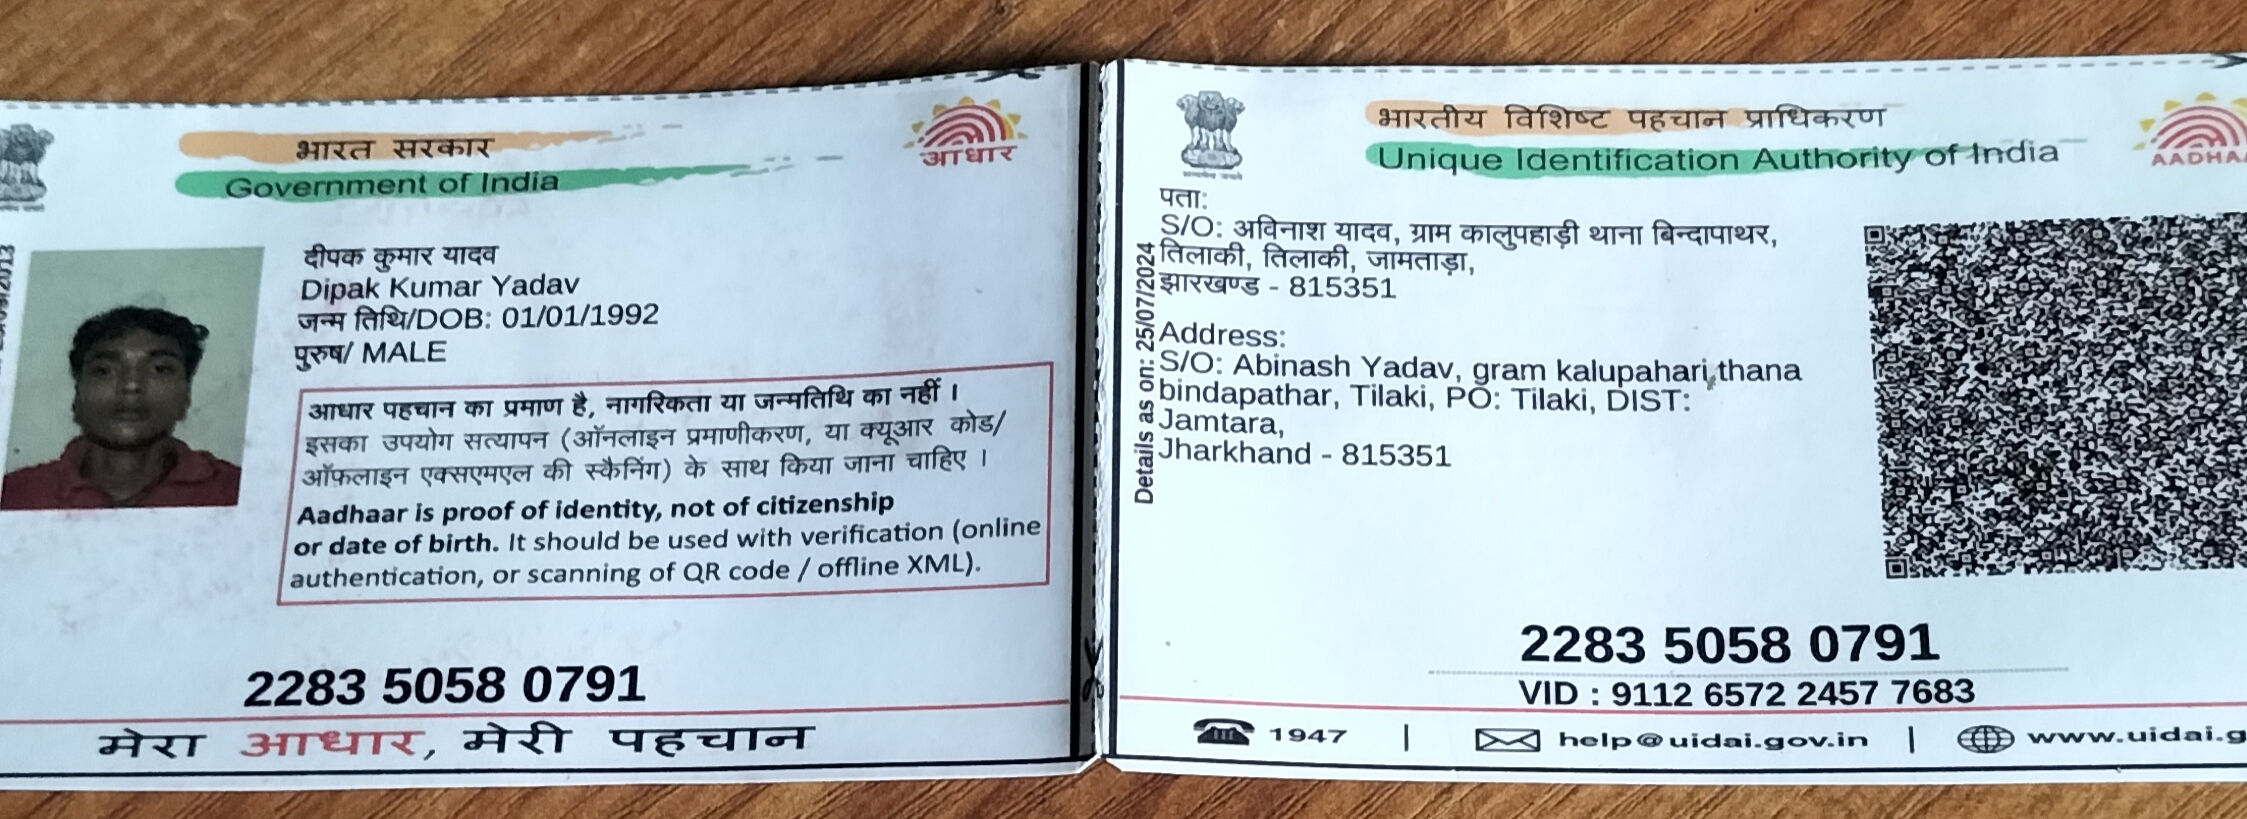 भारत सरकार
Government of India
आधार
दीपक कुमार यादव
Dipak Kumar Yadav
जन्म तिथि/DOB: 01/01/1992
पुरुष/ MALE
आधार पहचान का प्रमाण है, नागरिकता या जन्मतिथि का नहीं ।
इसका उपयोग सत्यापन (ऑनलाइन प्रमाणीकरण, या क्यूआर कोड/
ऑफ़लाइन एक्सएमएल की स्कैनिंग) के साथ किया जाना चाहिए ।
Aadhaar is proof of identity, not of citizenship
or date of birth. It should be used with verification (online
authentication, or scanning of QR code / offline XML).
2283 5058 0791
मेरा आधार, मेरी पहचान
भारतीय विशिष्ट पहचान प्राधिकरण
Unique Identification Authority of India
Details as on: 25/07/2024
पता:
S/O: अविनाश यादव, ग्राम कालुपहाड़ी थाना बिन्दापाथर,
तिलाकी, तिलाकी, जामताड़ा,
झारखण्ड - 815351
Address:
S/O: Abinash Yadav, gram kalupahari,thana
bindapathar, Tilaki, PO: Tilaki, DIST:
Jamtara,
Jharkhand - 815351
2283 5058 0791
VID : 9112 6572 2457 7683
1947 | help@uidai.gov.in | www.uidai.g